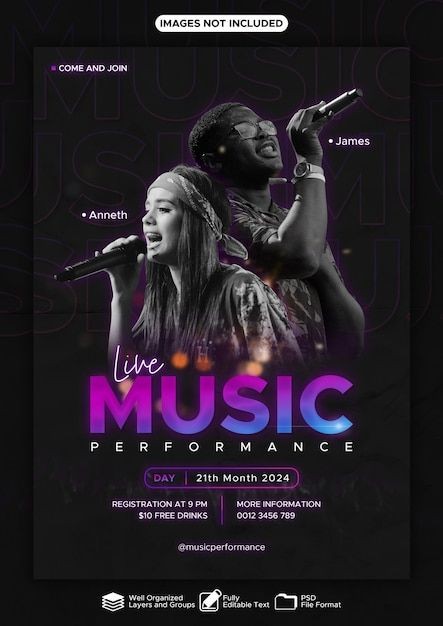 IMAGES NOT INCLUDED
COME AND JOIN
James
Anneth
Live
MUSIC
PERFORMANCE
DAY | 21th Month 2024
REGISTRATION AT 9 PM
$10 FREE DRINKS
MORE INFORMATION
0012 3456 789
@musicperformance
Well Organized
Layers and Groups
Fully
Editable Text
PSD
File Format